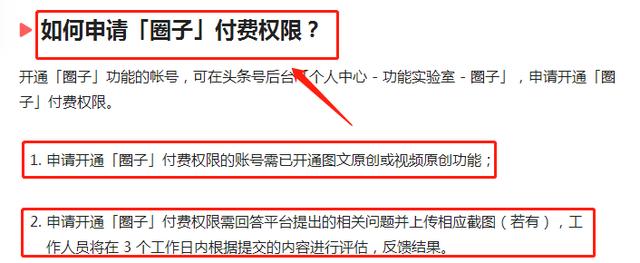 如何申请「圈子」付费权限？
开通「圈子」功能的帐号，可在头条号后台「个人中心 - 功能实验室 - 圈子」，申请开通「圈
子」付费权限。
1. 申请开通「圈子」付费权限的账号需已开通图文原创或视频原创功能；
2. 申请开通「圈子」付费权限需回答平台提出的相关问题并上传相应截图（若有），工
作人员将在 3 个工作日内根据提交的内容进行评估，反馈结果。